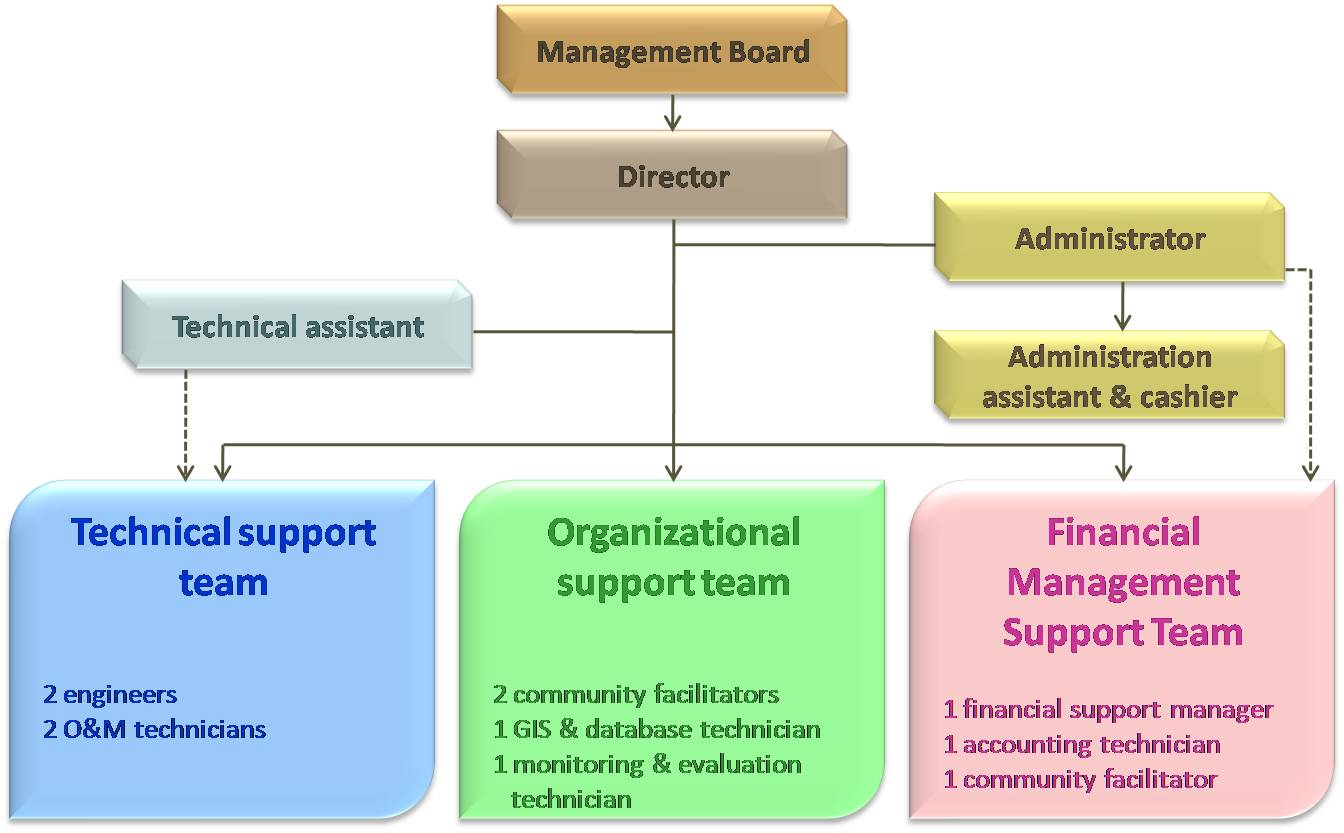 Management Board
Director
Administrator
Technical assistant
Administration
assistant & cashier
Technical support
team
2 engineers
2 O&M technicians
Organizational
support team
2 community facilitators
1 GIS & database technician
1 monitoring & evaluation
technician
Financial
Management
Support Team
1 financial support manager
1 accounting technician
1 community facilitator